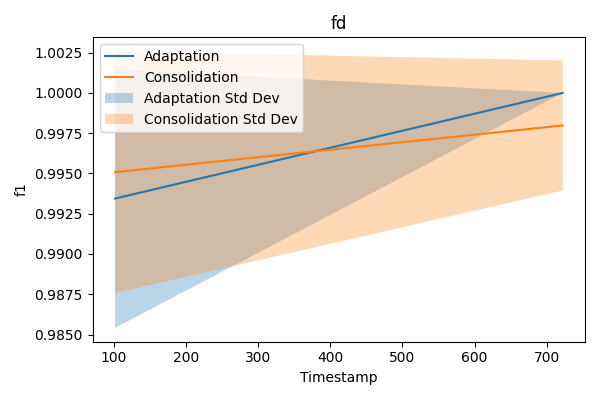 fd
1.0025
1.0000
0.9975
0.9950
0.9925
0.9900
0.9875
0.9850
f1
Adaptation
Consolidation
Adaptation Std Dev
Consolidation Std Dev
100 200 300 400 500 600 700
Timestamp